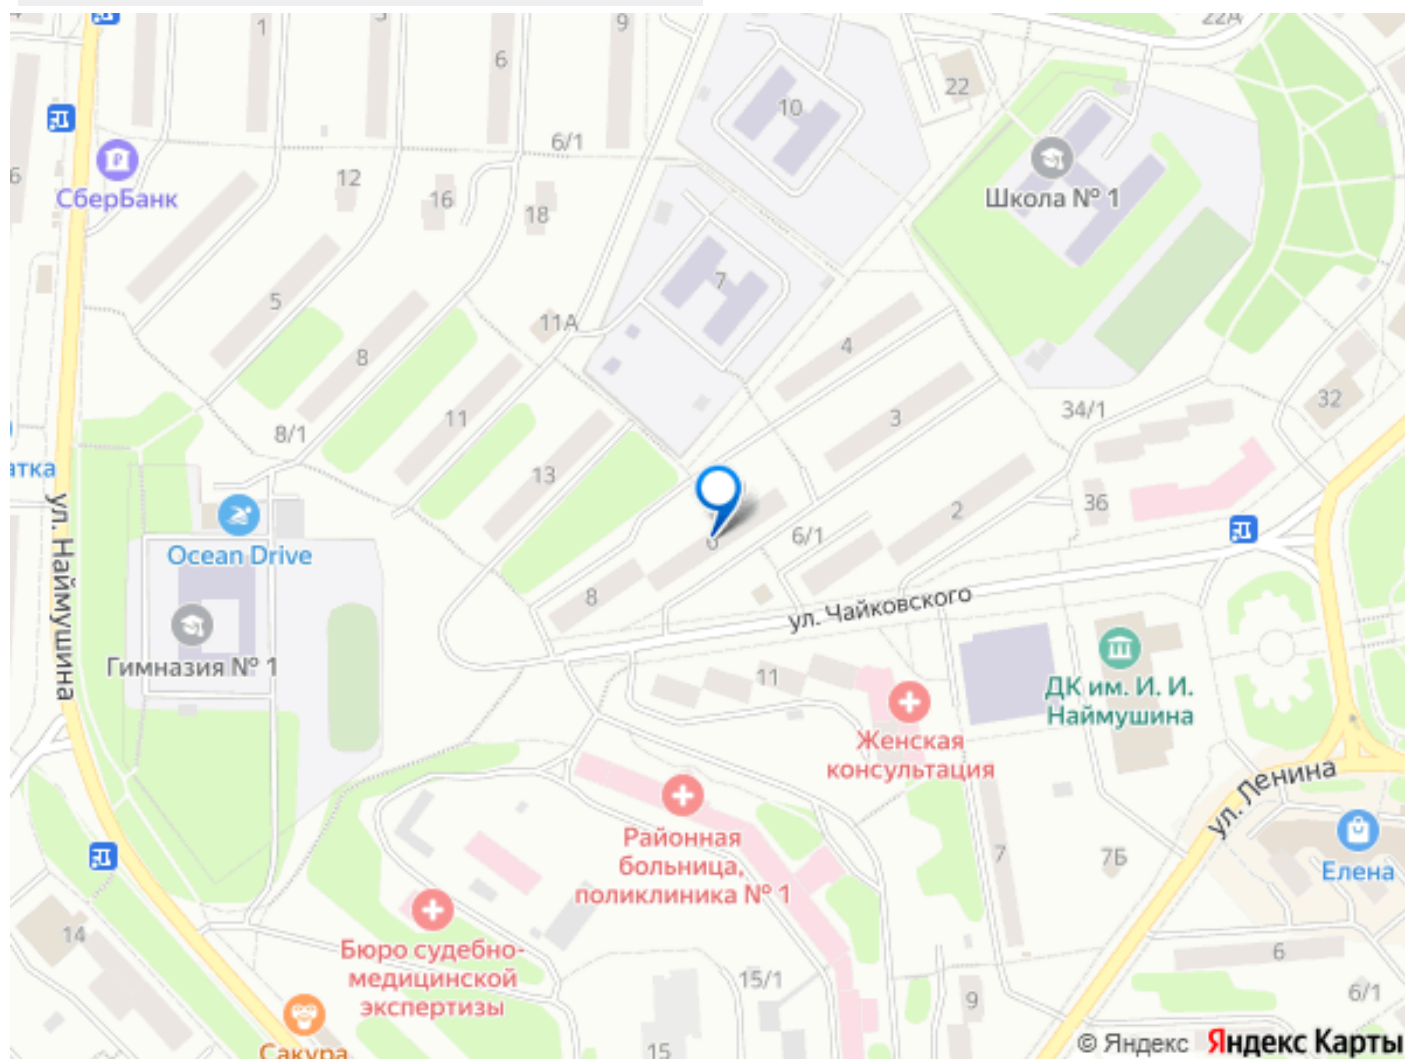 1
6
9
22А
10
22
6/1
СберБанк
12
16
18
Школа № 1
7
5
11А
8
4
11
3
34/1
32
8/1
13
атка
ул. Наймушина
Ocean Drive
6/1
2
36
8
ул. Чайковского
Гимназия № 1
11
ДК им. И. И.
Наймушина
Женская
консультация
ул. Ленина
Районная
больница,
поликлиника № 1
7
7Б
Елена
14
Бюро судебно-
медицинской
экспертизы
15/1
9
6
6/1
Сакура
15
© Яндекс Яндекс Карты